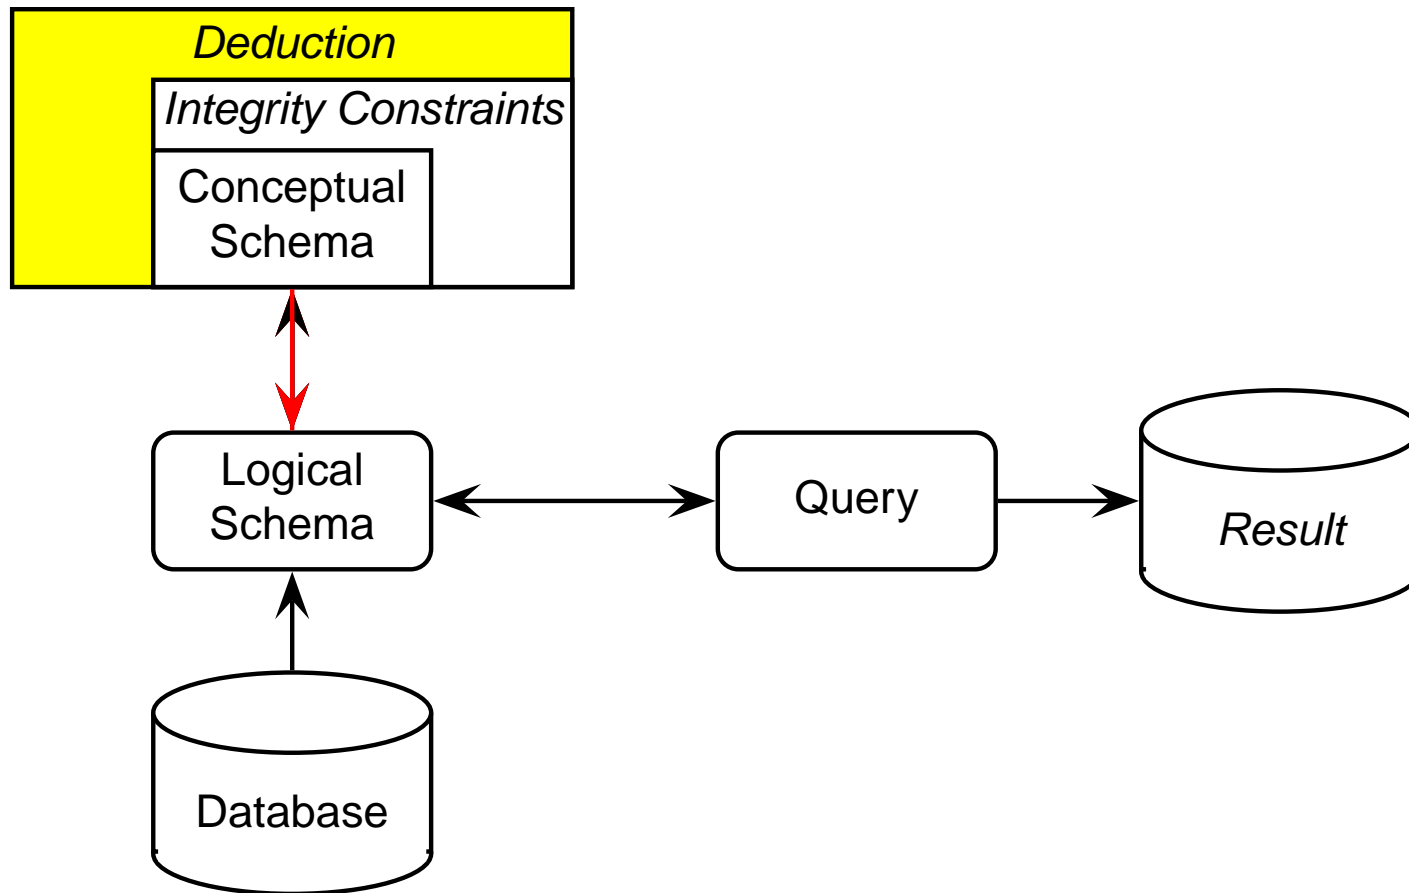 Deduction
Integrity Constraints
Conceptual
Schema
Logical
Schema
Query
Result
Database